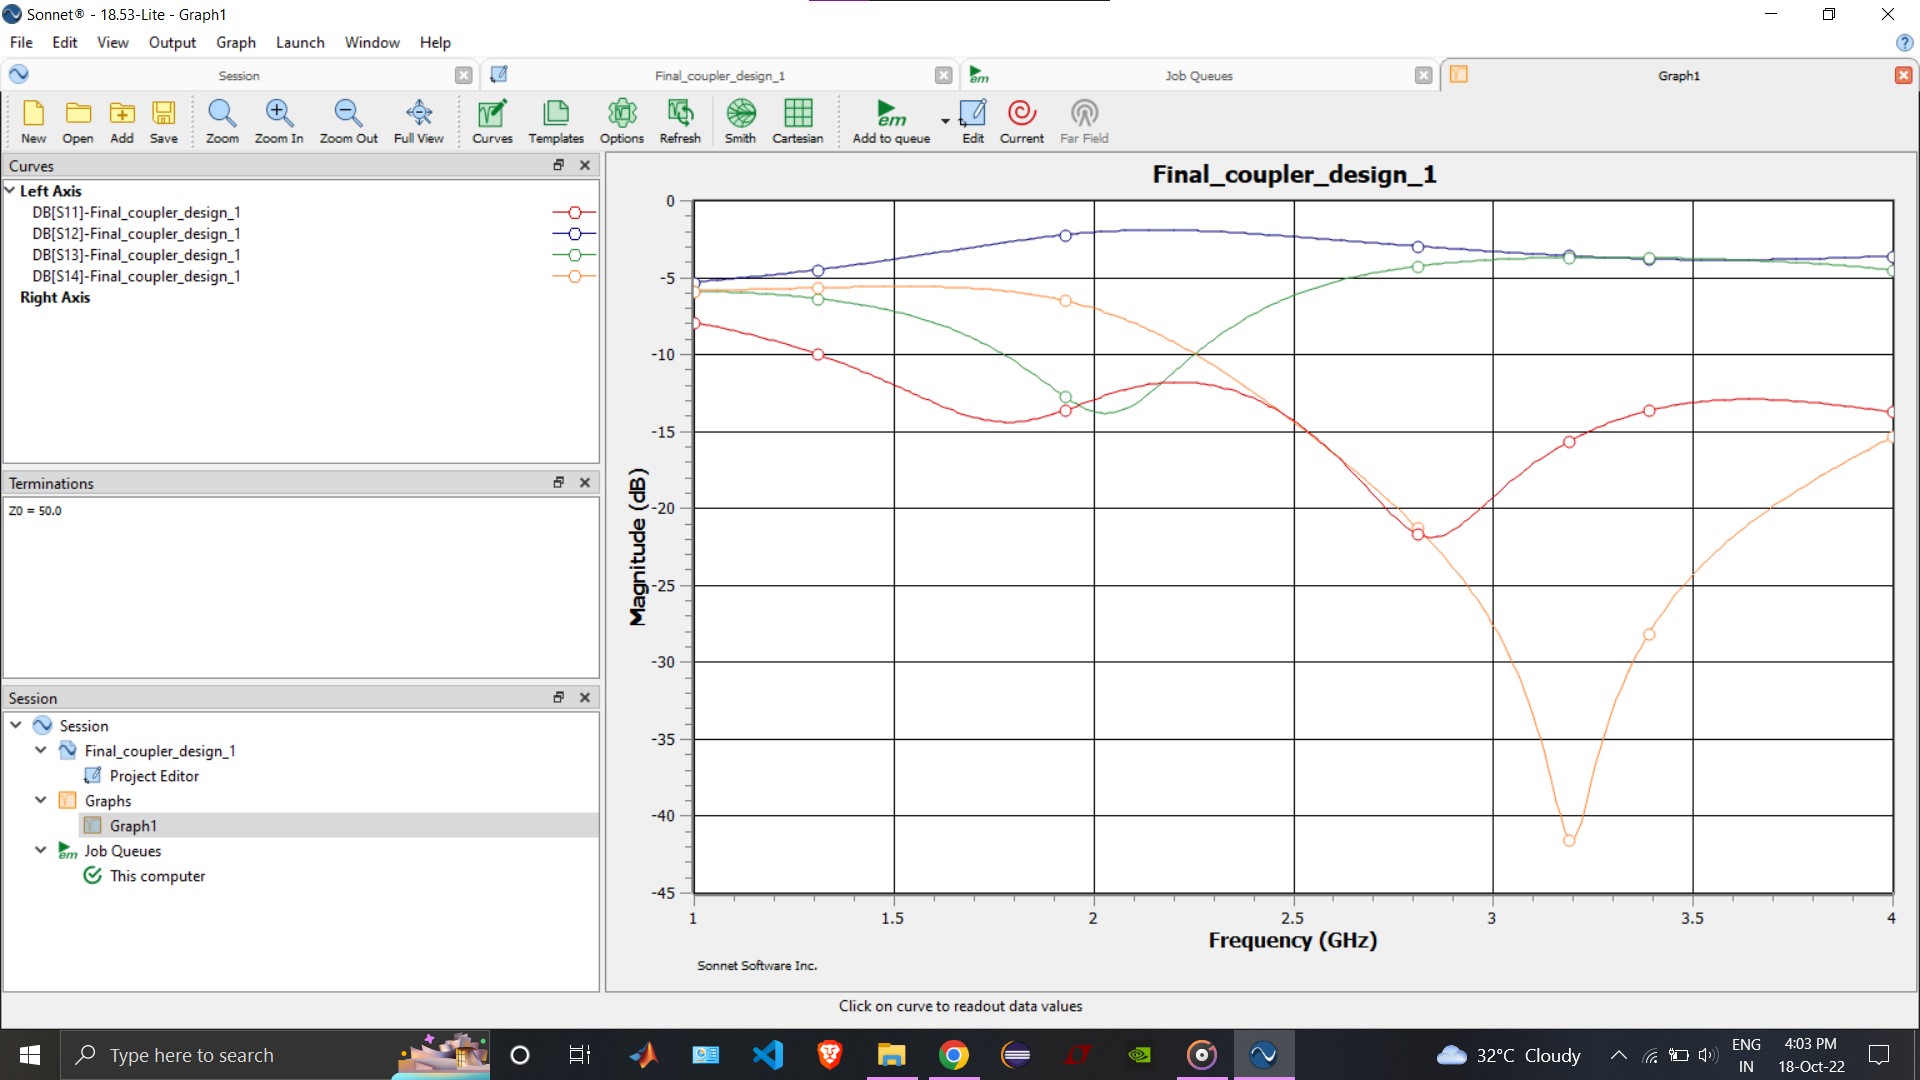 Sonnet® - 18.53-Lite - Graph1
File Edit View Output Graph Launch Window Help
Session Final_coupler_design_1 Job Queues Graph1
em
New Open Add Save Zoom Zoom In Zoom Out Full View Curves Templates Options Refresh Smith Cartesian Add to queue Edit Current Far Field
em
Curves
Left Axis
DB[S11]-Final_coupler_design_1
DB[S12]-Final_coupler_design_1
DB[S13]-Final_coupler_design_1
DB[S14]-Final_coupler_design_1
Right Axis
Terminations
Z0 = 50.0
Session
Session
Final_coupler_design_1
Project Editor
Graphs
Graph1
Job Queues
em
This computer
Final_coupler_design_1
Magnitude (dB)
0
-5
-10
-15
-20
-25
-30
-35
-40
-45
1 1.5 2 2.5 3 3.5 4
Frequency (GHz)
Sonnet Software Inc.
Click on curve to readout data values
Type here to search
32°C Cloudy
ENG
IN
4:03 PM
18-Oct-22